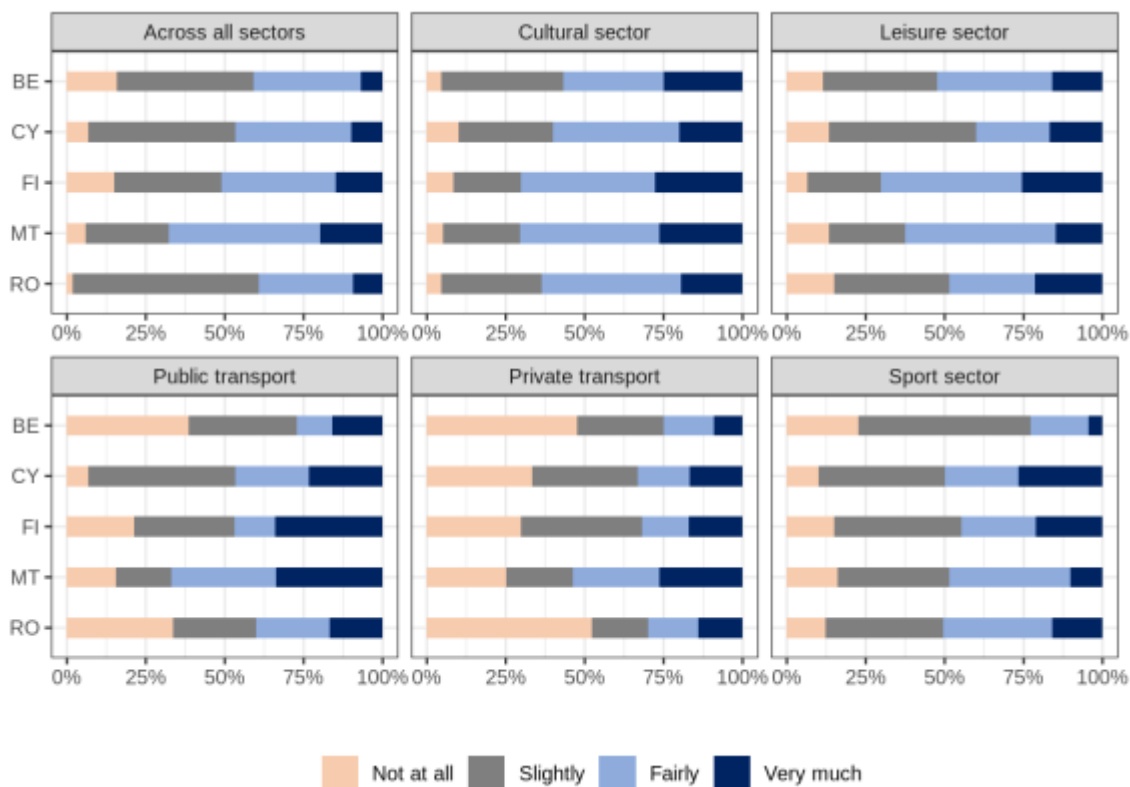 Across all sectors Cultural sector Leisure sector
BE
CY
FI
MT
RO
0% 25% 50% 75% 100% 0% 25% 50% 75% 100% 0% 25% 50% 75% 100%
Public transport Private transport Sport sector
BE
CY
FI
MT
RO
0% 25% 50% 75% 100% 0% 25% 50% 75% 100% 0% 25% 50% 75% 100%
Not at all Slightly Fairly Very much